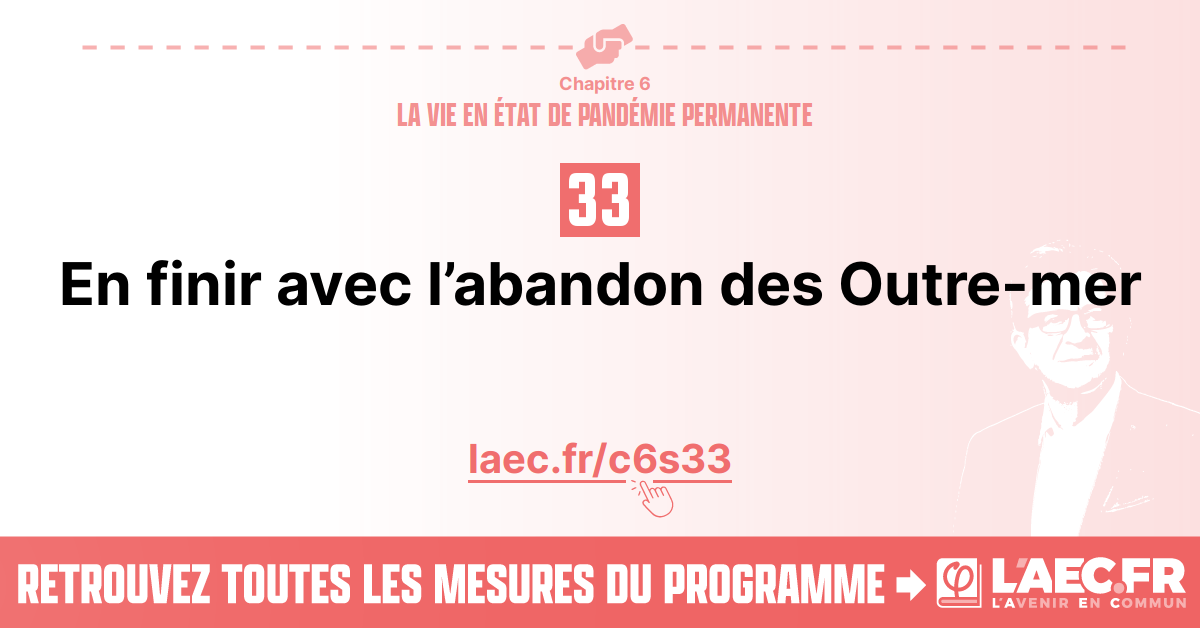 Chapitre 6
LA VIE EN ÉTAT DE PANDÉMIE PERMANENTE
33
En finir avec l’abandon des Outre-mer
laec.fr/c6s33
RETROUVEZ TOUTES LES MESURES DU PROGRAMME
φ
L'AEC.FR
L'AVENIR EN COMMUN